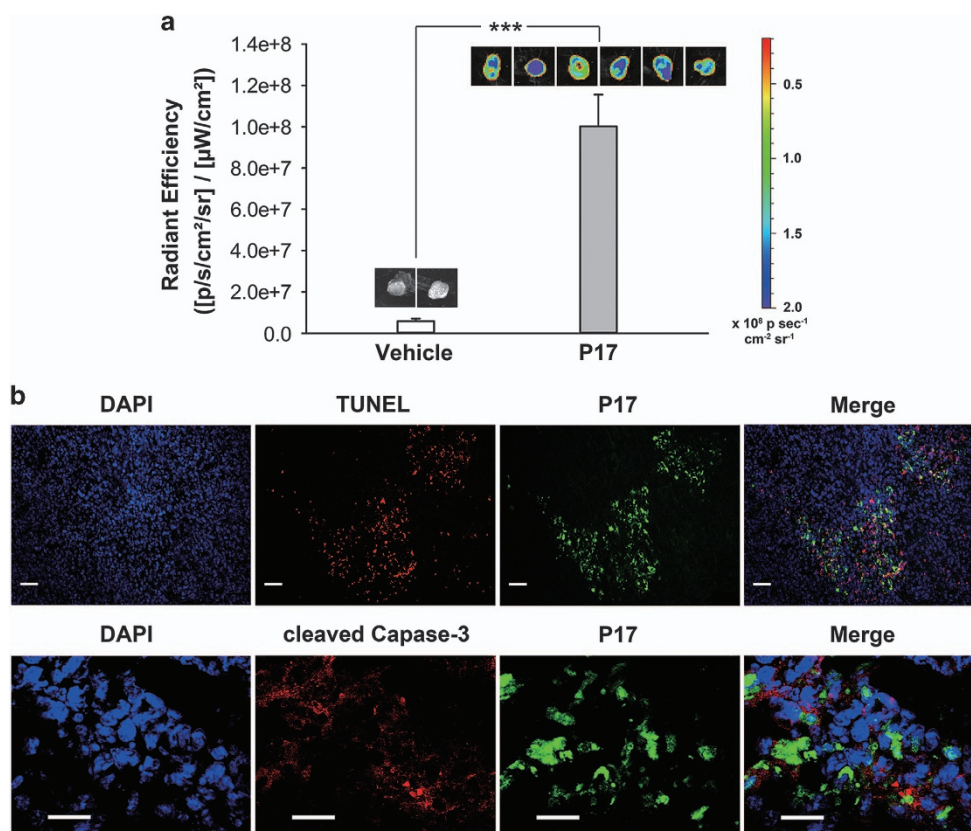 a
***
Radiant Efficiency
([p/s/cm²/sr] / [µW/cm²])
1.4e+8
1.2e+8
1.0e+8
8.0e+7
6.0e+7
4.0e+7
2.0e+7
0.0
Vehicle
P17
0.5
1.0
1.5
2.0
x 10⁸ p sec⁻¹
cm⁻² sr⁻¹
b
DAPI
TUNEL
P17
Merge
DAPI
cleaved Capase-3
P17
Merge